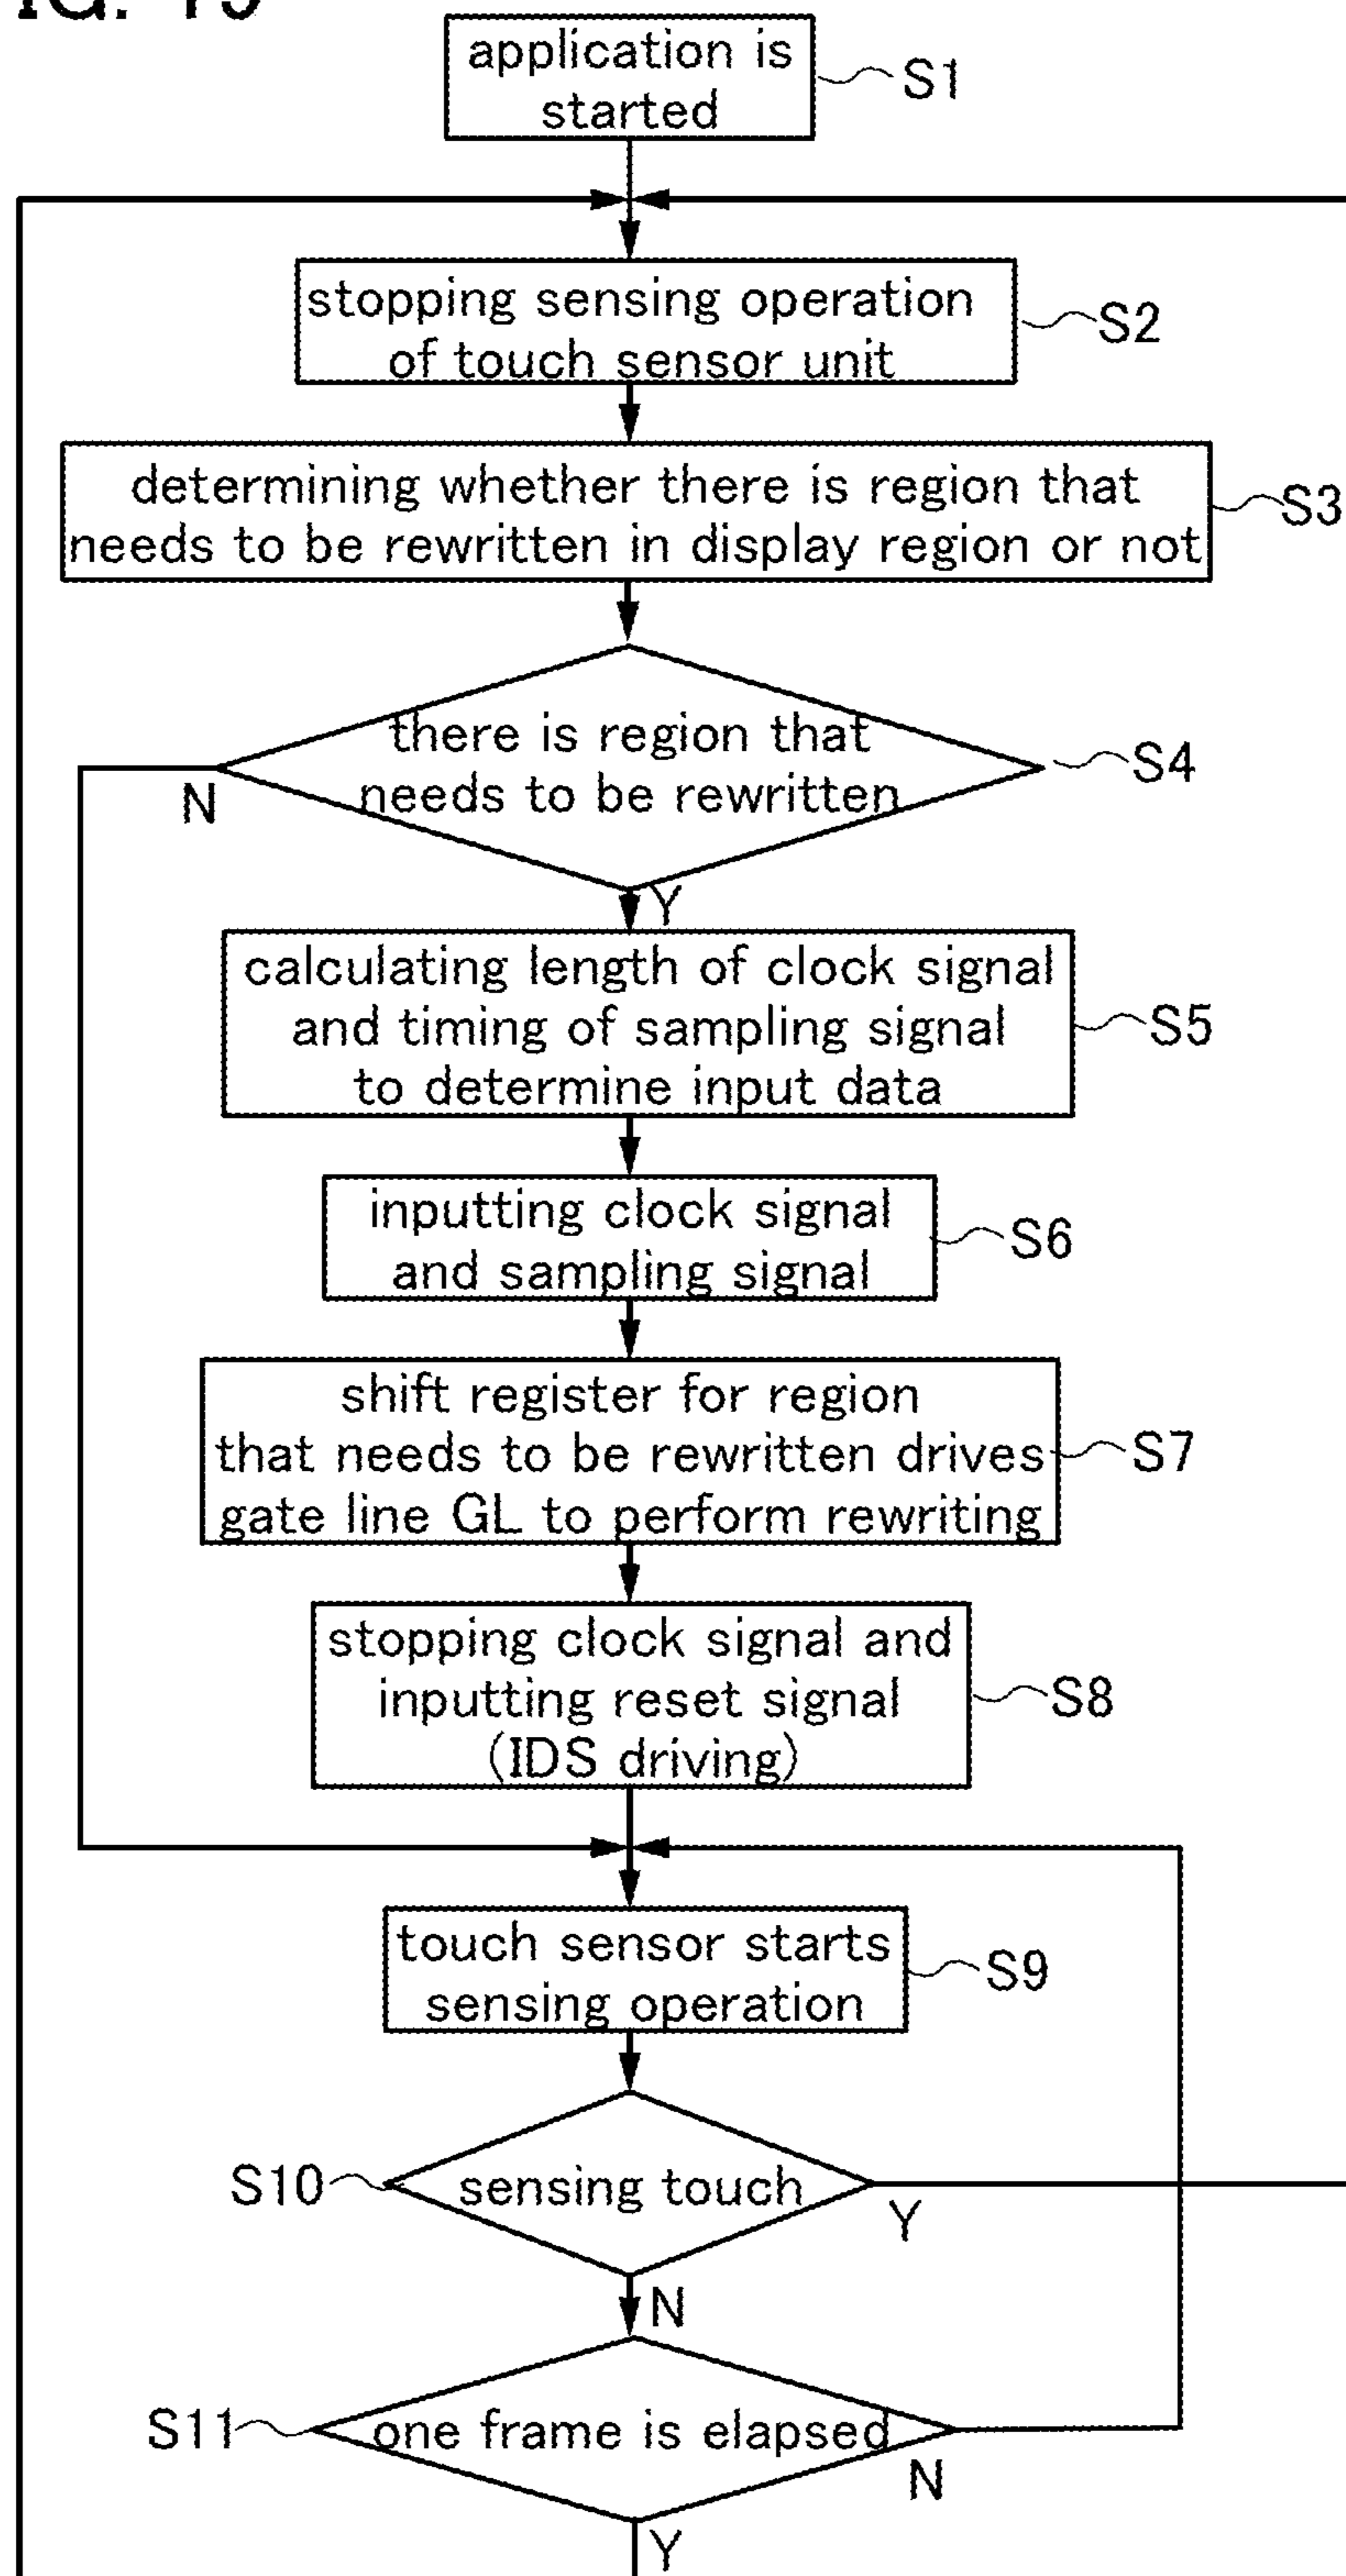 application is
started
S1
stopping sensing operation
of touch sensor unit
S2
determining whether there is region that
needs to be rewritten in display region or not
S3
there is region that
needs to be rewritten
S4
N
Y
calculating length of clock signal
and timing of sampling signal
to determine input data
S5
inputting clock signal
and sampling signal
S6
shift register for region
that needs to be rewritten drives
gate line GL to perform rewriting
S7
stopping clock signal and
inputting reset signal
(IDS driving)
S8
touch sensor starts
sensing operation
S9
S10
sensing touch
Y
N
S11
one frame is elapsed
N
Y